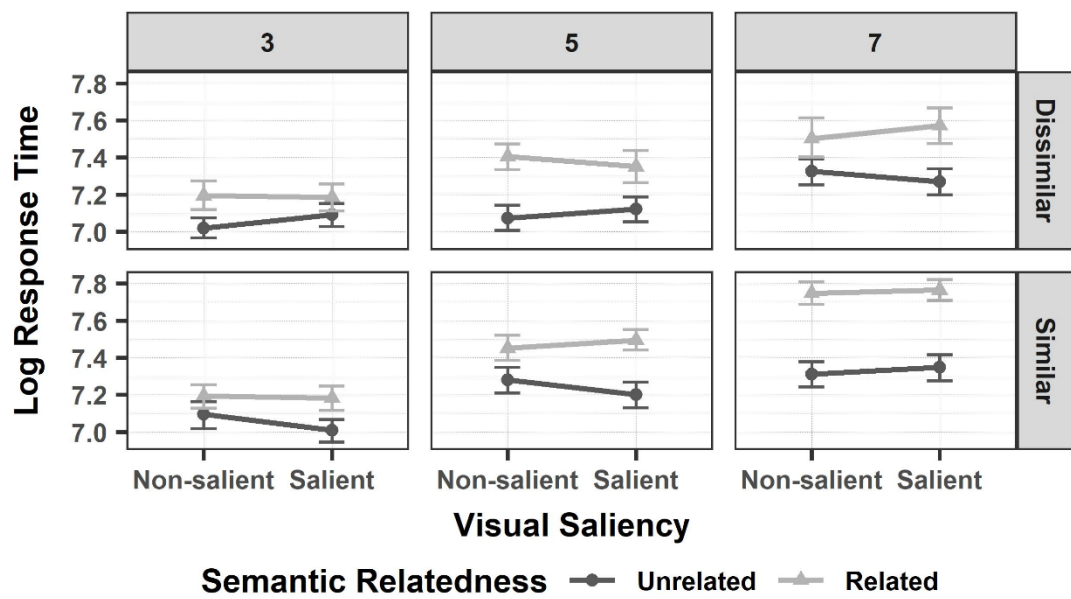 3 5 7
7.8
7.6
7.4
7.2
7.0
Dissimilar
7.8
7.6
7.4
7.2
7.0
Similar
Log Response Time
Non-salient Salient Non-salient Salient Non-salient Salient
Visual Saliency
Semantic Relatedness Unrelated Related